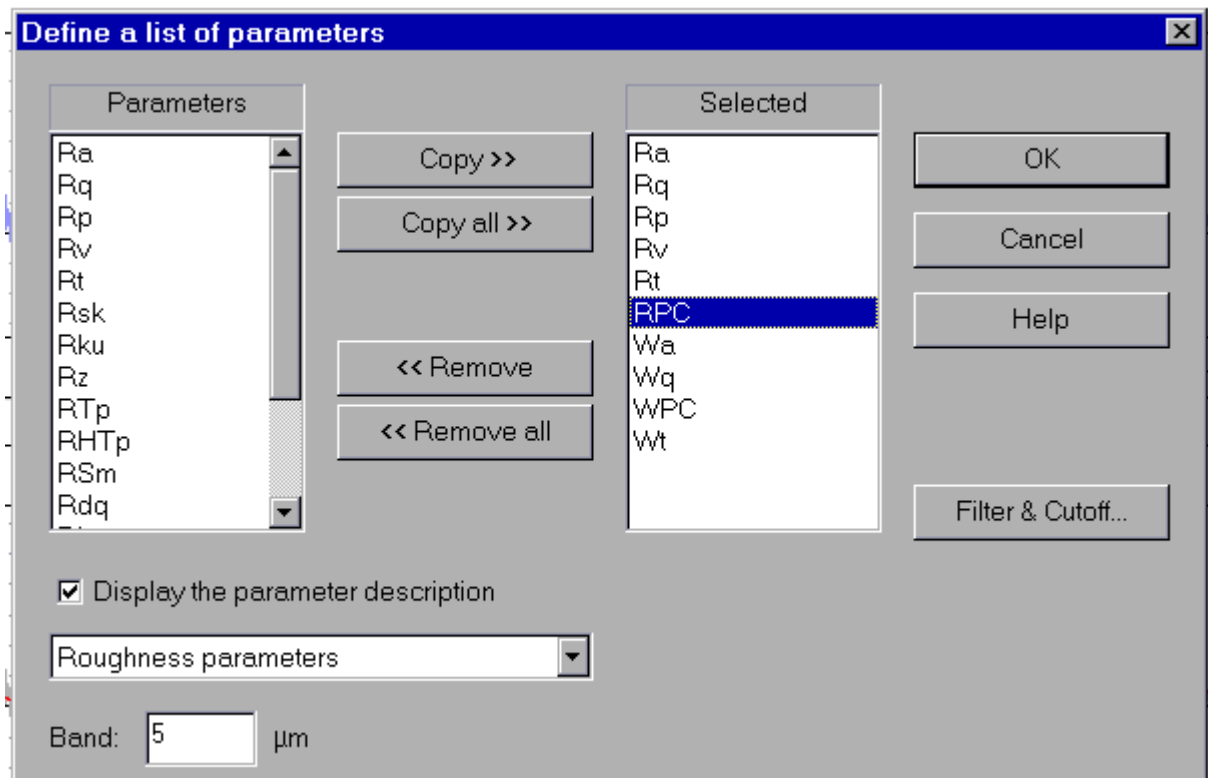 Define a list of parameters
Parameters
Ra
Rq
Rp
Rv
Rt
Rsk
Rku
Rz
RTp
RHTp
RSm
Rdq
Copy >>
Copy all >>
<< Remove
<< Remove all
Selected
Ra
Rq
Rp
Rv
Rt
RPC
Wa
Wq
WPC
Wt
OK
Cancel
Help
Filter & Cutoff...
Display the parameter description
Roughness parameters
Band: 5 µm